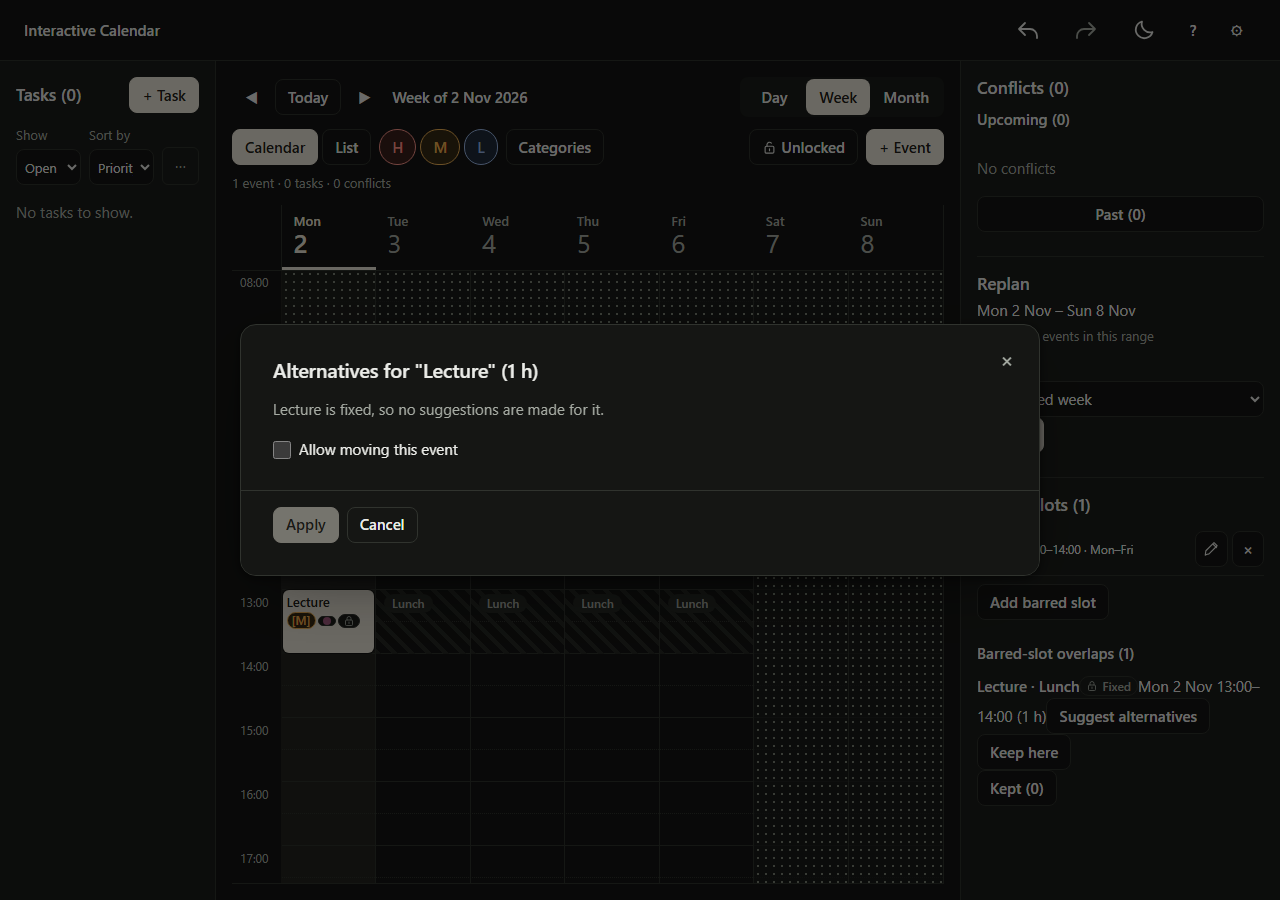 Interactive Calendar
?
Tasks (0)
+ Task
Show
Sort by
Open
Priorit
...
No tasks to show.
Today
Week of 2 Nov 2026
Day
Week
Month
Calendar
List
H
M
L
Categories
Unlocked
+ Event
1 event · 0 tasks · 0 conflicts
Mon
Tue
Wed
Thu
Fri
Sat
Sun
2
3
4
5
6
7
8
08:00
Alternatives for "Lecture" (1 h)
×
Lecture is fixed, so no suggestions are made for it.
Allow moving this event
Apply
Cancel
13:00
Lecture
[M]
Lunch
Lunch
Lunch
Lunch
14:00
15:00
16:00
17:00
Conflicts (0)
Upcoming (0)
No conflicts
Past (0)
Replan
Mon 2 Nov – Sun 8 Nov
events in this range
week
(1)
14:00 · Mon–Fri
×
Add barred slot
Barred-slot overlaps (1)
Lecture · Lunch Fixed Mon 2 Nov 13:00–
14:00 (1 h) Suggest alternatives
Keep here
Kept (0)